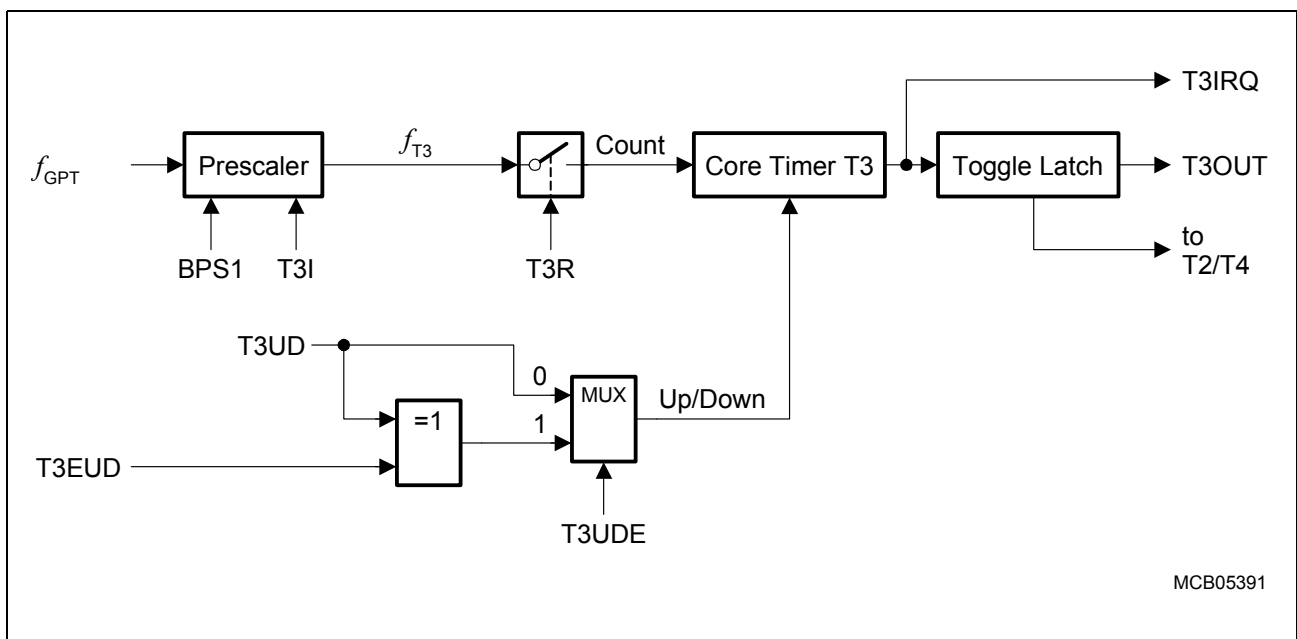 T3IRQ
fGPT
Prescaler
fT3
Count
Core Timer T3
Toggle Latch
T3OUT
BPS1
T3I
T3R
to
T2/T4
T3UD
0
MUX
Up/Down
=1
1
T3EUD
T3UDE
MCB05391